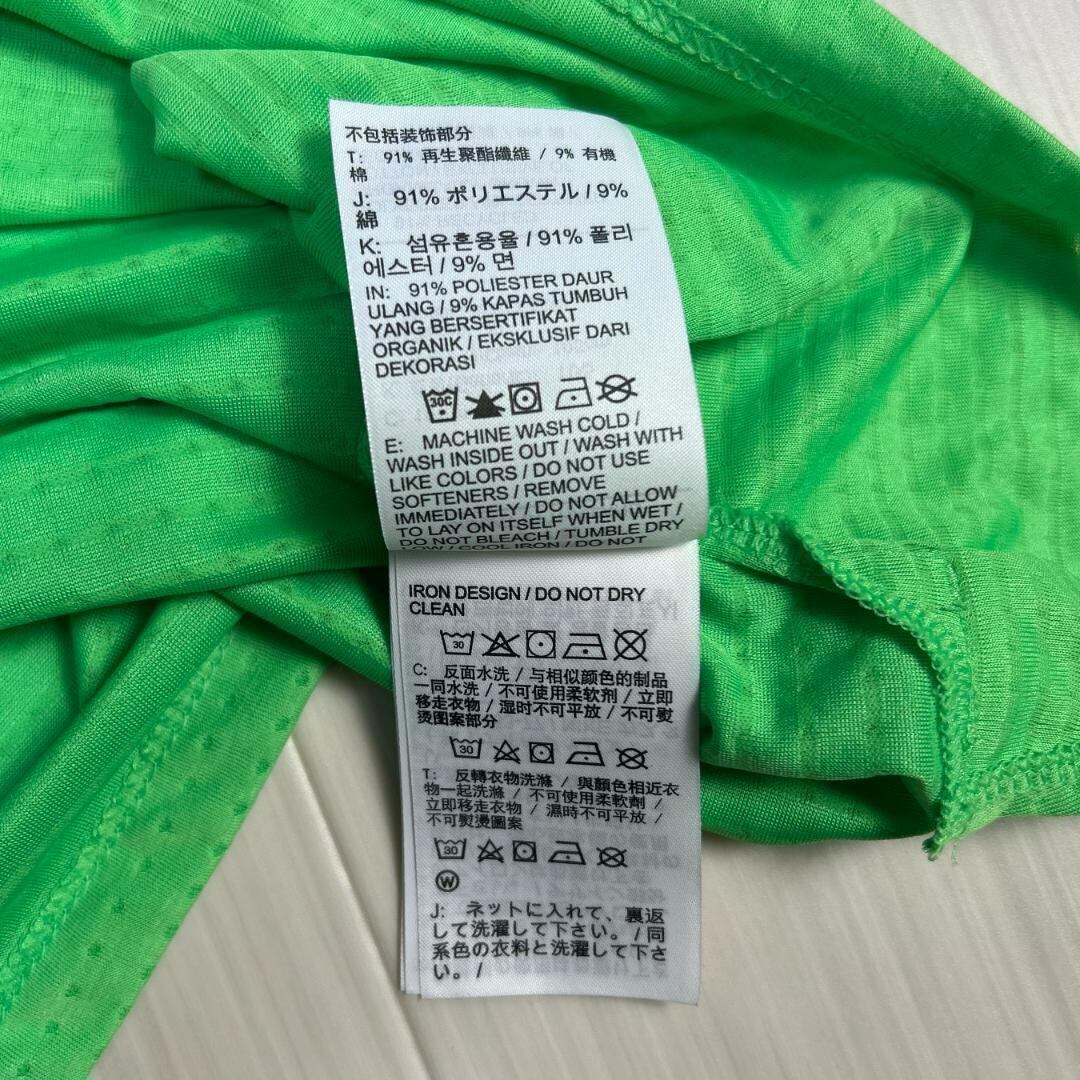 不包括装饰部分
T: 91% 再生聚酯纖維 / 9% 有機
棉
J: 91% ポリエステル / 9%
綿
K: 섬유혼용율 / 91% 폴리
에스터 / 9% 면
IN: 91% POLIESTER DAUR
ULANG / 9% KAPAS TUMBUH
YANG BERSERTIFIKAT
ORGANIK / EKSKLUSIF DARI
DEKORASI
30C
E: MACHINE WASH COLD /
WASH INSIDE OUT / WASH WITH
LIKE COLORS / DO NOT USE
SOFTENERS / REMOVE
IMMEDIATELY / DO NOT ALLOW
TO LAY ON ITSELF WHEN WET /
DO NOT BLEACH / TUMBLE DRY
LOW / COOL IRON / DO NOT
IRON DESIGN / DO NOT DRY
CLEAN
30
C: 反面水洗 / 与相似颜色的制品
一同水洗 / 不可使用柔软剂 / 立即
移走衣物 / 湿时不可平放 / 不可熨
烫图案部分
30
T: 反轉衣物洗滌 / 與顏色相近衣
物一起洗滌 / 不可使用柔軟劑 /
立即移走衣物 / 濕時不可平放 /
不可熨燙圖案
30
W
J: ネットに入れて、裏返
して洗濯して下さい。/ 同
系色の衣料と洗濯して下さ
い。/